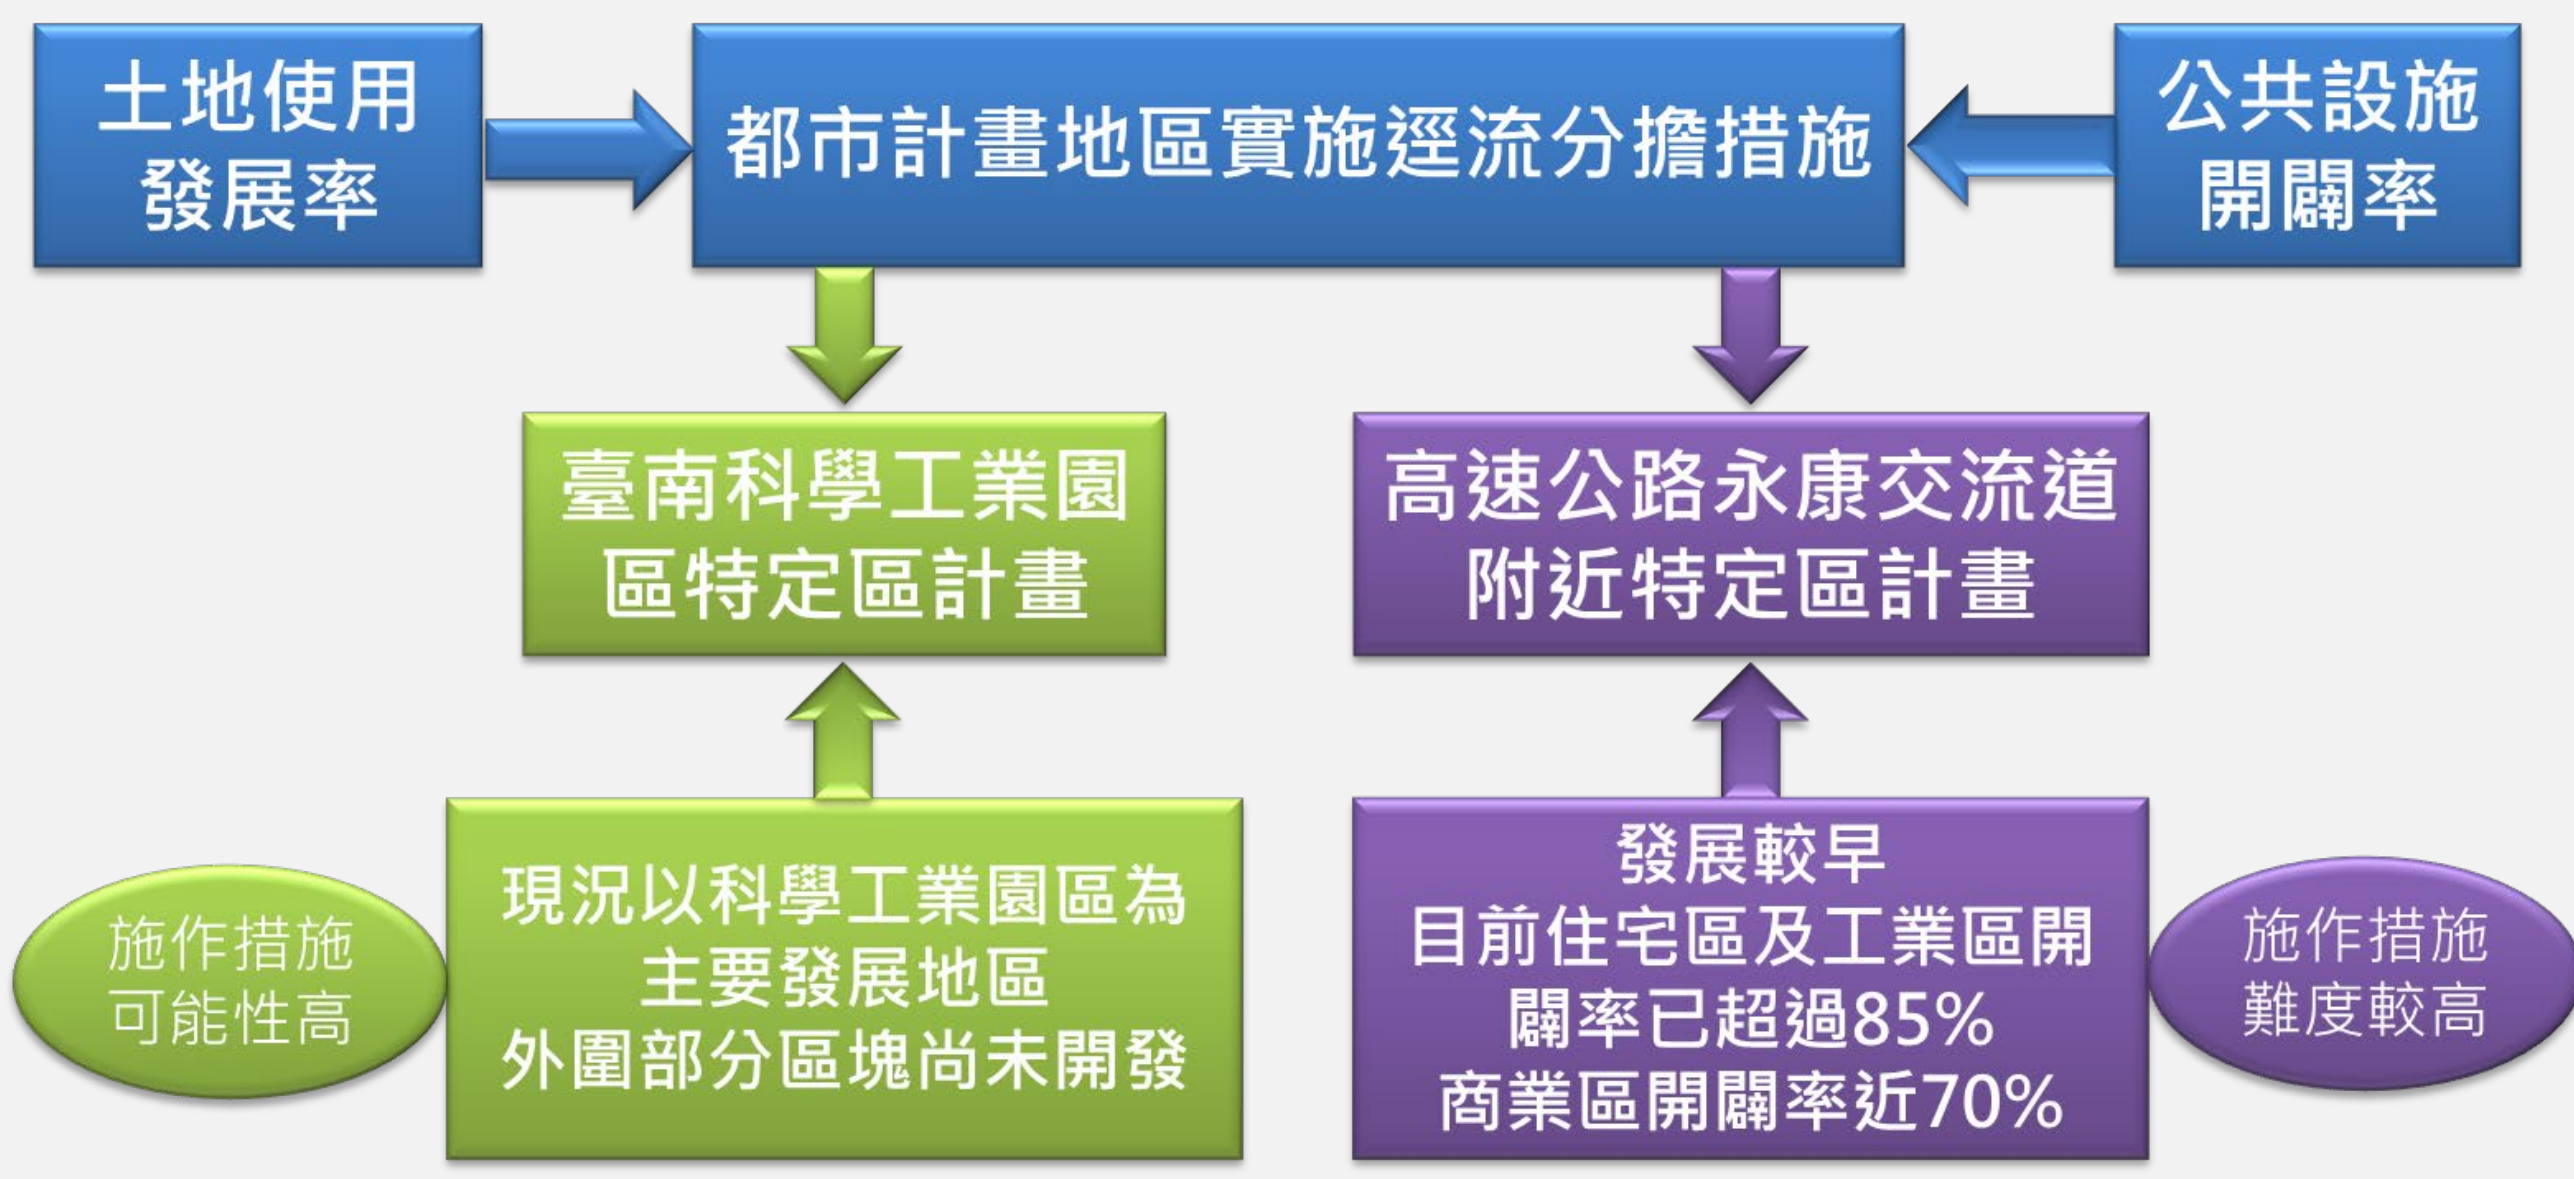 土地使用
發展率
都市計畫地區實施逕流分擔措施
公共設施
開闢率
臺南科學工業園
區特定區計畫
高速公路永康交流道
附近特定區計畫
施作措施
可能性高
現況以科學工業園區為
主要發展地區
外圍部分區塊尚未開發
發展較早
目前住宅區及工業區開
闢率已超過85%
商業區開闢率近70%
施作措施
難度較高